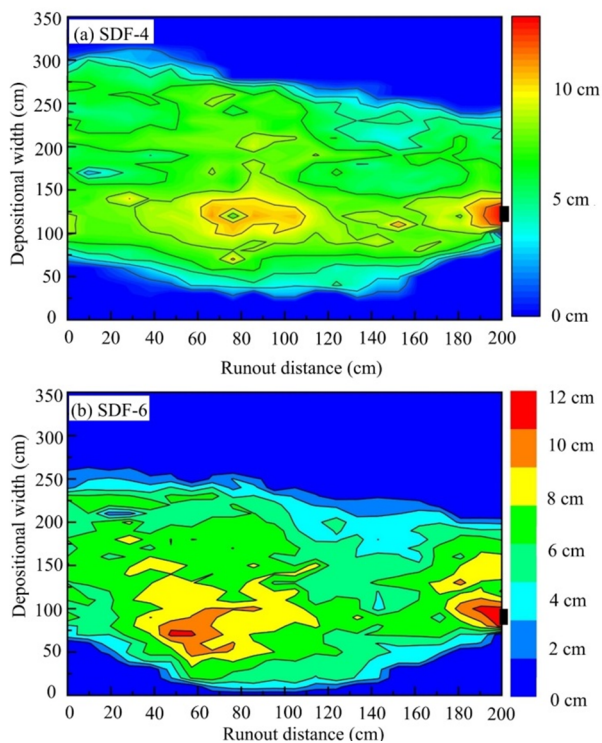 (a) SDF-4
350
300
250
200
150
100
50
0
Depositional width (cm)
0 20 40 60 80 100 120 140 160 180 200
Runout distance (cm)
10 cm
5 cm
0 cm
(b) SDF-6
350
300
250
200
150
100
50
0
Depositional width (cm)
0 20 40 60 80 100 120 140 160 180 200
Runout distance (cm)
12 cm
10 cm
8 cm
6 cm
4 cm
2 cm
0 cm